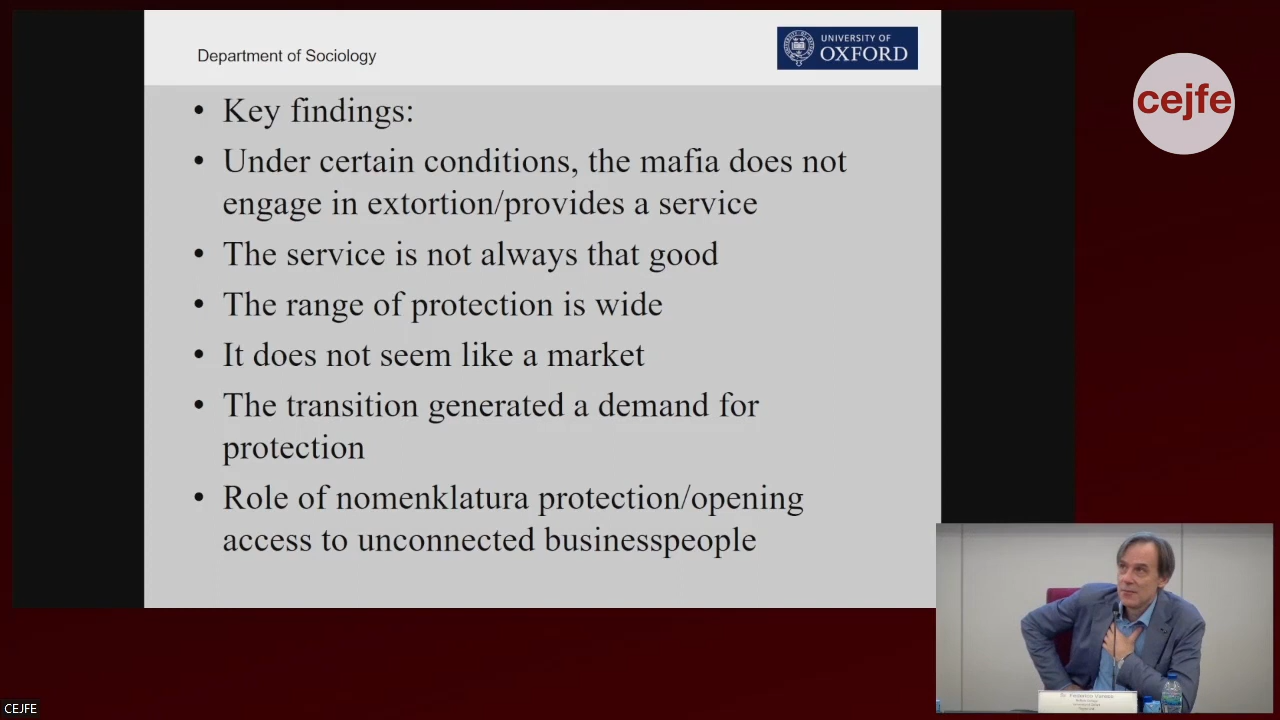 Department of Sociology
UNIVERSITY OF
OXFORD
• Key findings:
• Under certain conditions, the mafia does not
engage in extortion/provides a service
• The service is not always that good
• The range of protection is wide
• It does not seem like a market
• The transition generated a demand for
protection
• Role of nomenklatura protection/opening
access to unconnected businesspeople
cejfe
CEJFE